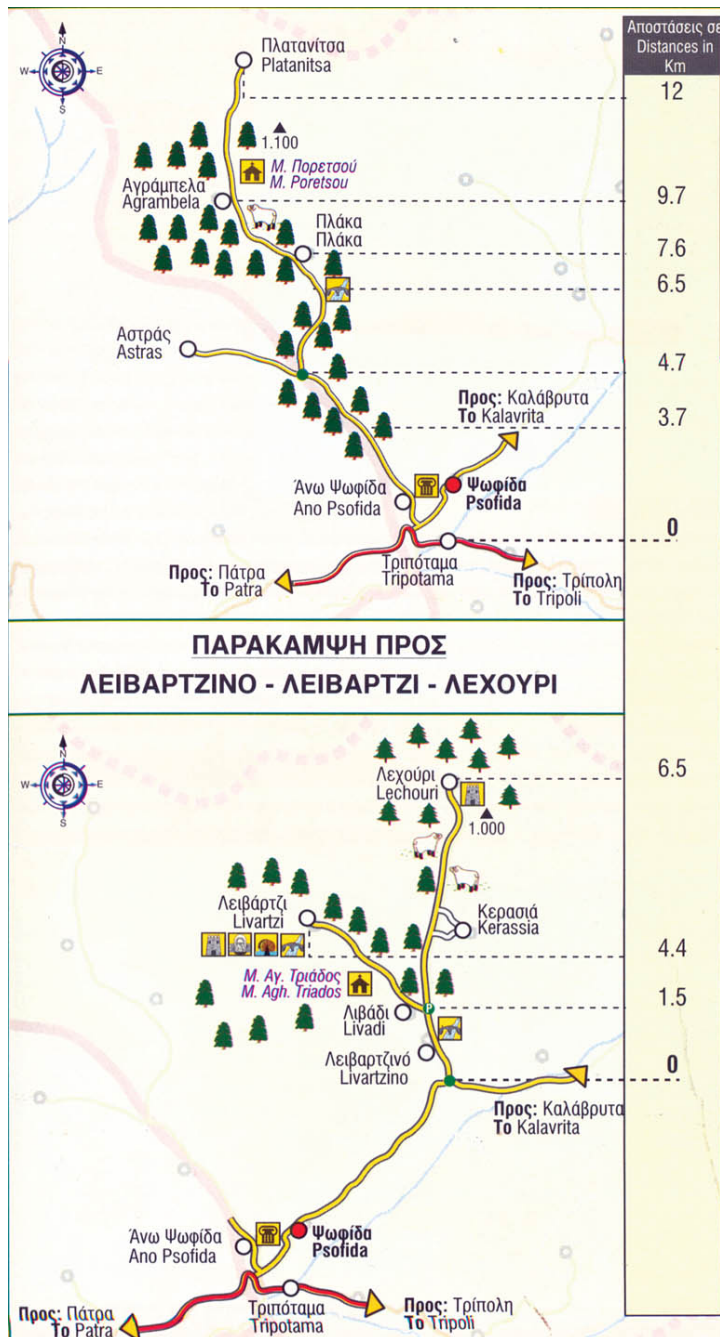 Αποστάσεις σε
Distances in
Km
N
W E
S
Πλατανίτσα
Platanitsa
12
1.100
Μ. Πορετσού
M. Poretsou
Αγράμπελα
Agrambela
9.7
Πλάκα
Πλάκα
7.6
6.5
Αστράς
Astras
4.7
Προς: Καλάβρυτα
To Kalavrita
3.7
Άνω Ψωφίδα
Ano Psofida
Ψωφίδα
Psofida
0
Τριπόταμα
Tripotama
Προς: Πάτρα
To Patra
Προς: Τρίπολη
To Tripoli
ΠΑΡΑΚΑΜΨΗ ΠΡΟΣ
ΛΕΙΒΑΡΤΖΙΝΟ - ΛΕΙΒΑΡΤΖΙ - ΛΕΧΟΥΡΙ
N
W E
S
Λεχούρι
Lechouri
6.5
1.000
Λειβάρτζι
Livartzi
Κερασιά
Kerassia
4.4
Μ. Αγ. Τριάδος
M. Agh. Triados
P
1.5
Λιβάδι
Livadi
Λειβαρτζινό
Livartzino
0
Προς: Καλάβρυτα
To Kalavrita
Άνω Ψωφίδα
Ano Psofida
Ψωφίδα
Psofida
Τριπόταμα
Tripotama
Προς: Πάτρα
To Patra
Προς: Τρίπολη
To Tripoli